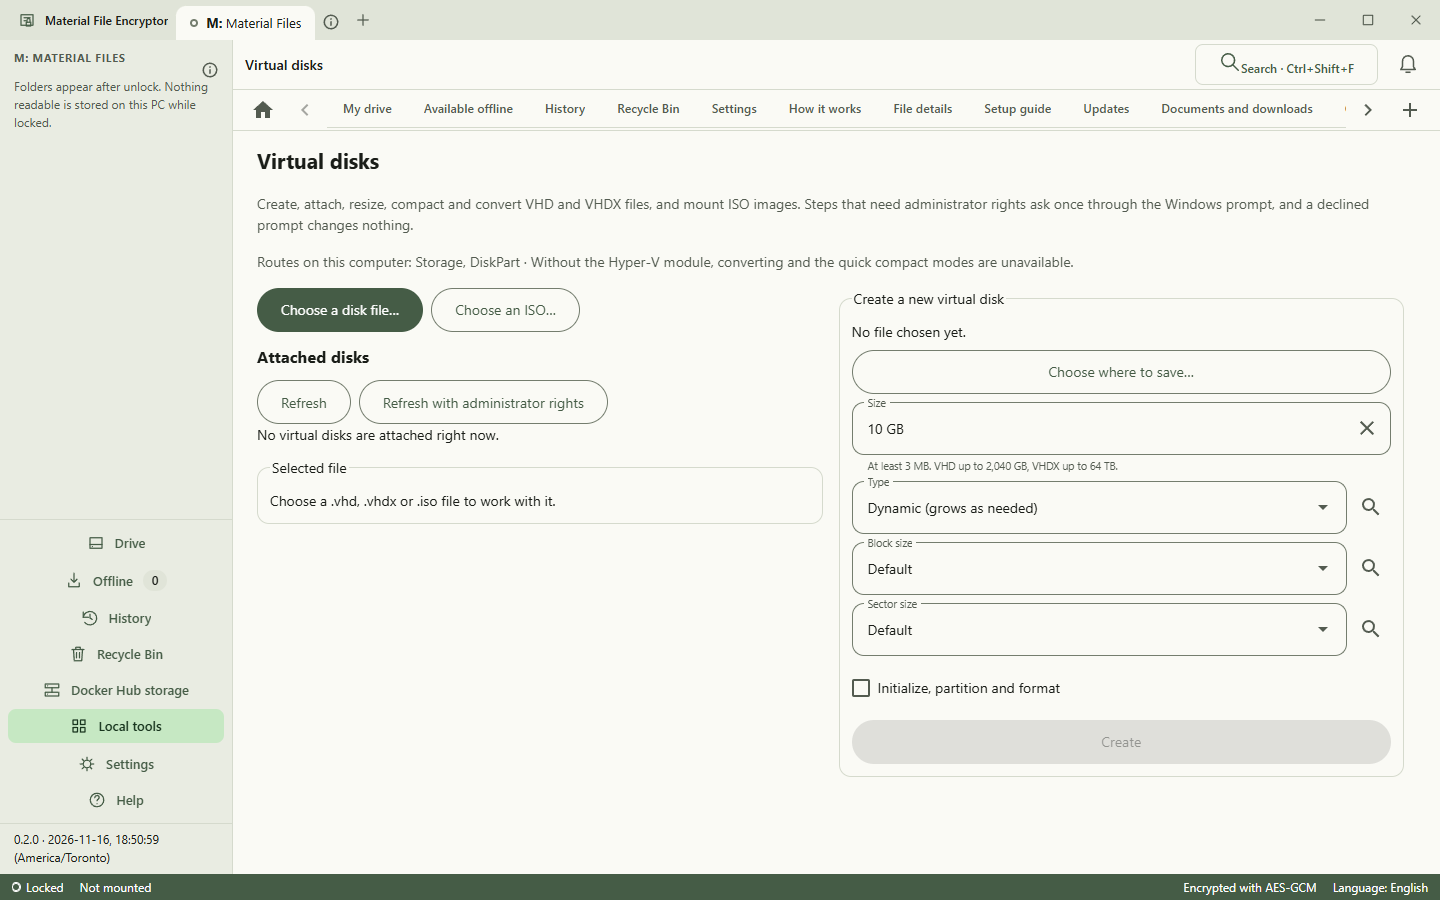 Material File Encryptor
M: Material Files
M: MATERIAL FILES
Folders appear after unlock. Nothing
readable is stored on this PC while
locked.
Virtual disks
Search · Ctrl+Shift+F
My drive
Available offline
History
Recycle Bin
Settings
How it works
File details
Setup guide
Updates
Documents and downloads
Virtual disks
Create, attach, resize, compact and convert VHD and VHDX files, and mount ISO images. Steps that need administrator rights ask once through the Windows prompt, and a declined
prompt changes nothing.
Routes on this computer: Storage, DiskPart · Without the Hyper-V module, converting and the quick compact modes are unavailable.
Choose a disk file...
Choose an ISO...
Attached disks
Refresh
Refresh with administrator rights
No virtual disks are attached right now.
Selected file
Choose a .vhd, .vhdx or .iso file to work with it.
Create a new virtual disk
No file chosen yet.
Choose where to save...
Size
10 GB
At least 3 MB. VHD up to 2,040 GB, VHDX up to 64 TB.
Type
Dynamic (grows as needed)
Block size
Default
Sector size
Default
Initialize, partition and format
Create
Drive
Offline 0
History
Recycle Bin
Docker Hub storage
Local tools
Settings
Help
0.2.0 · 2026-11-16, 18:50:59
(America/Toronto)
Locked
Not mounted
Encrypted with AES-GCM
Language: English